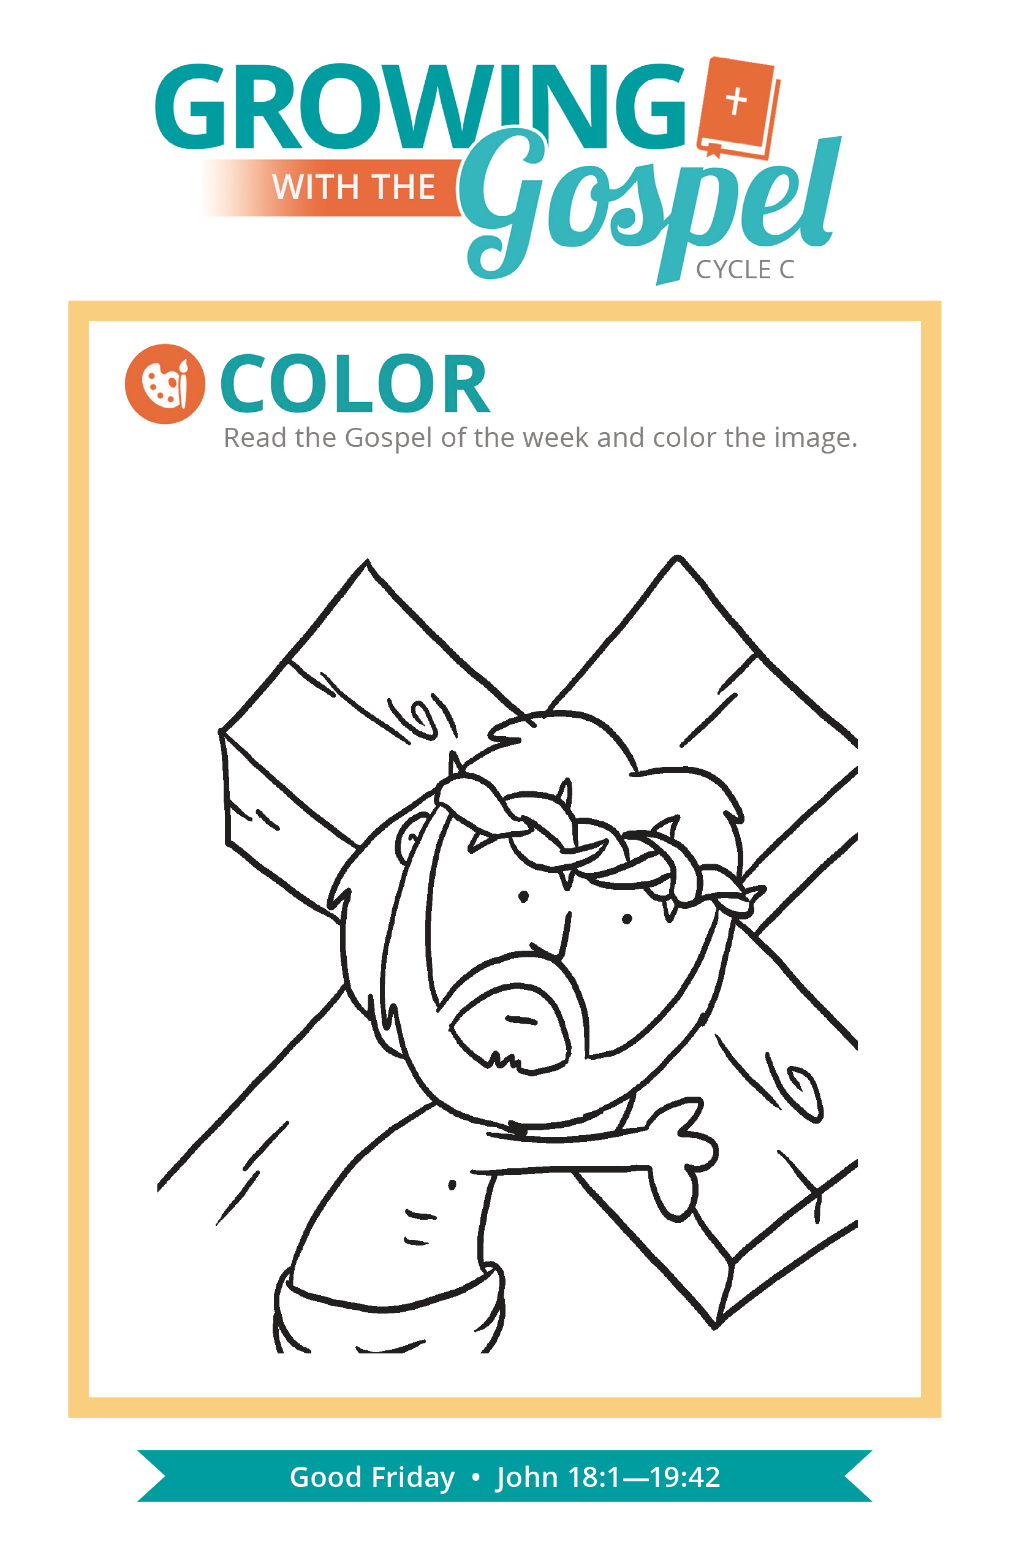 GROWING
WITH THE Gospel
CYCLE C
COLOR
Read the Gospel of the week and color the image.
Good Friday • John 18:1—19:42